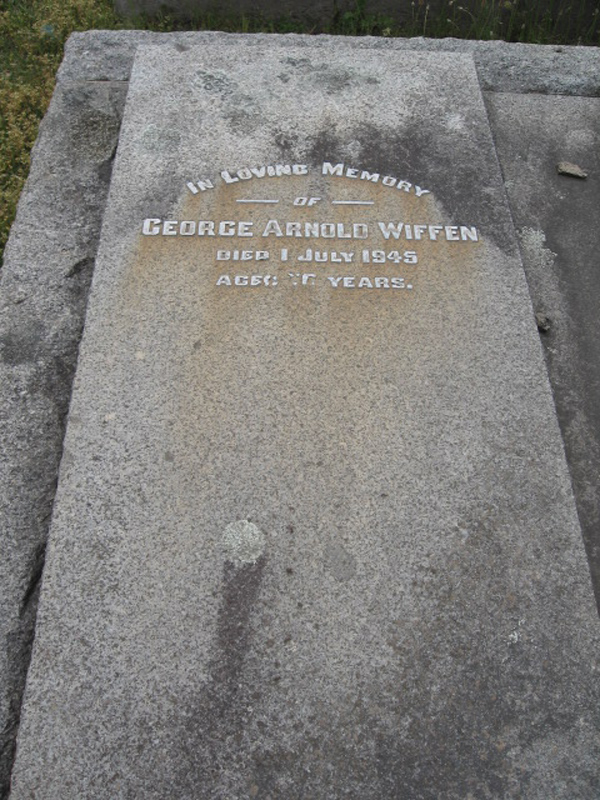 In Loving Memory
OF
George Arnold Wiffen
Died 1 July 1945
Aged years.